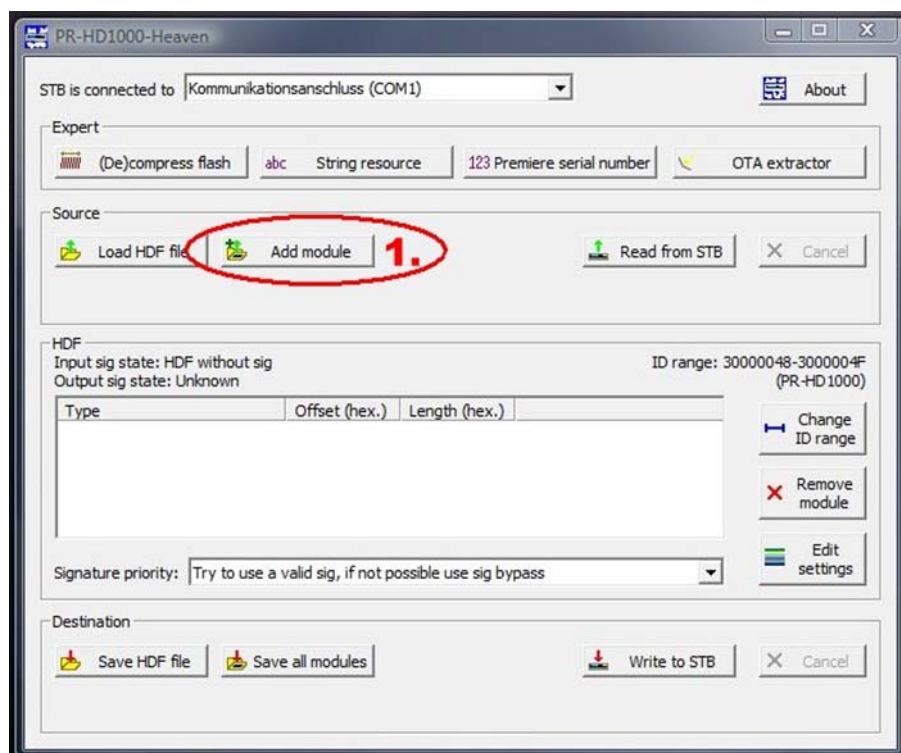 PR-HD1000-Heaven
STB is connected to Kommunikationsanschluss (COM1) About
Expert
(De)compress flash abc String resource 123 Premiere serial number OTA extractor
Source
Load HDF file Add module 1. Read from STB Cancel
HDF
Input sig state: HDF without sig ID range: 30000048-3000004F
Output sig state: Unknown (PR-HD1000)
Type Offset (hex.) Length (hex.)
Change
ID range
Remove
module
Edit
settings
Signature priority: Try to use a valid sig, if not possible use sig bypass
Destination
Save HDF file Save all modules Write to STB Cancel